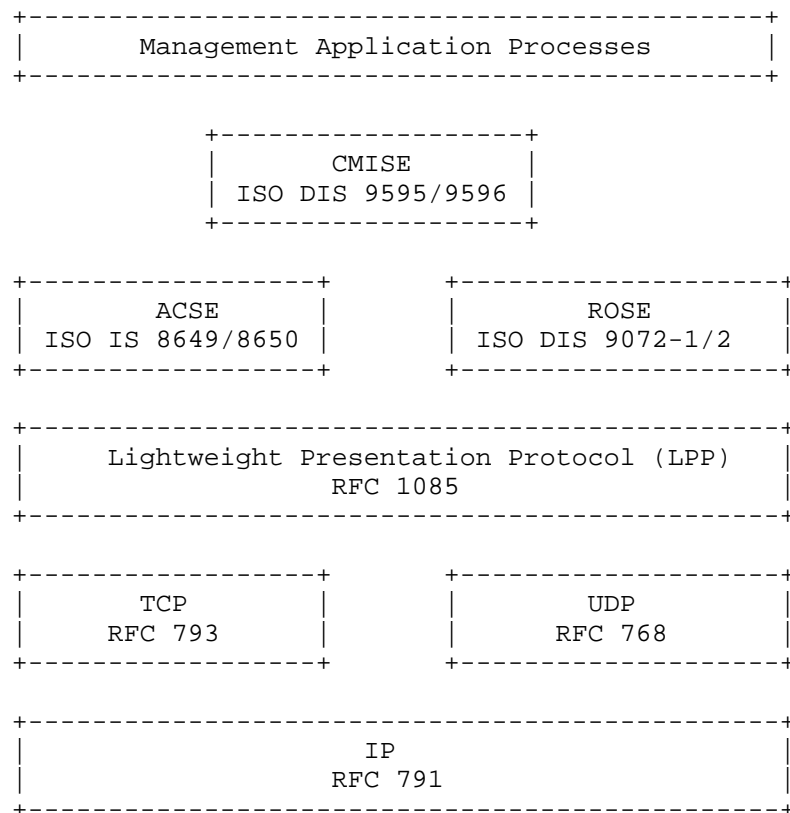 Management Application Processes
CMISE
ISO DIS 9595/9596
ACSE
ISO IS 8649/8650
ROSE
ISO DIS 9072-1/2
Lightweight Presentation Protocol (LPP)
RFC 1085
TCP
RFC 793
UDP
RFC 768
IP
RFC 791